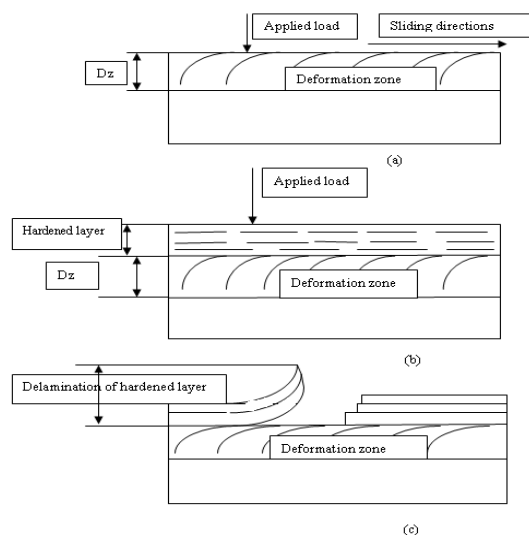 Applied load
Sliding directions
Dz
Deformation zone
(a)
Applied load
Hardened layer
Dz
Deformation zone
(b)
Delamination of hardened layer
Deformation zone
(c)